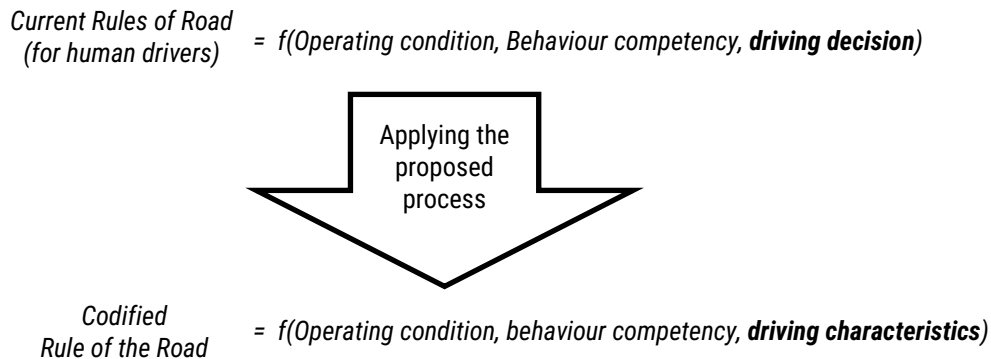 Current Rules of Road
(for human drivers)
= f(Operating condition, Behaviour competency, driving decision)
Applying the
proposed
process
Codified
Rule of the Road
= f(Operating condition, behaviour competency, driving characteristics)